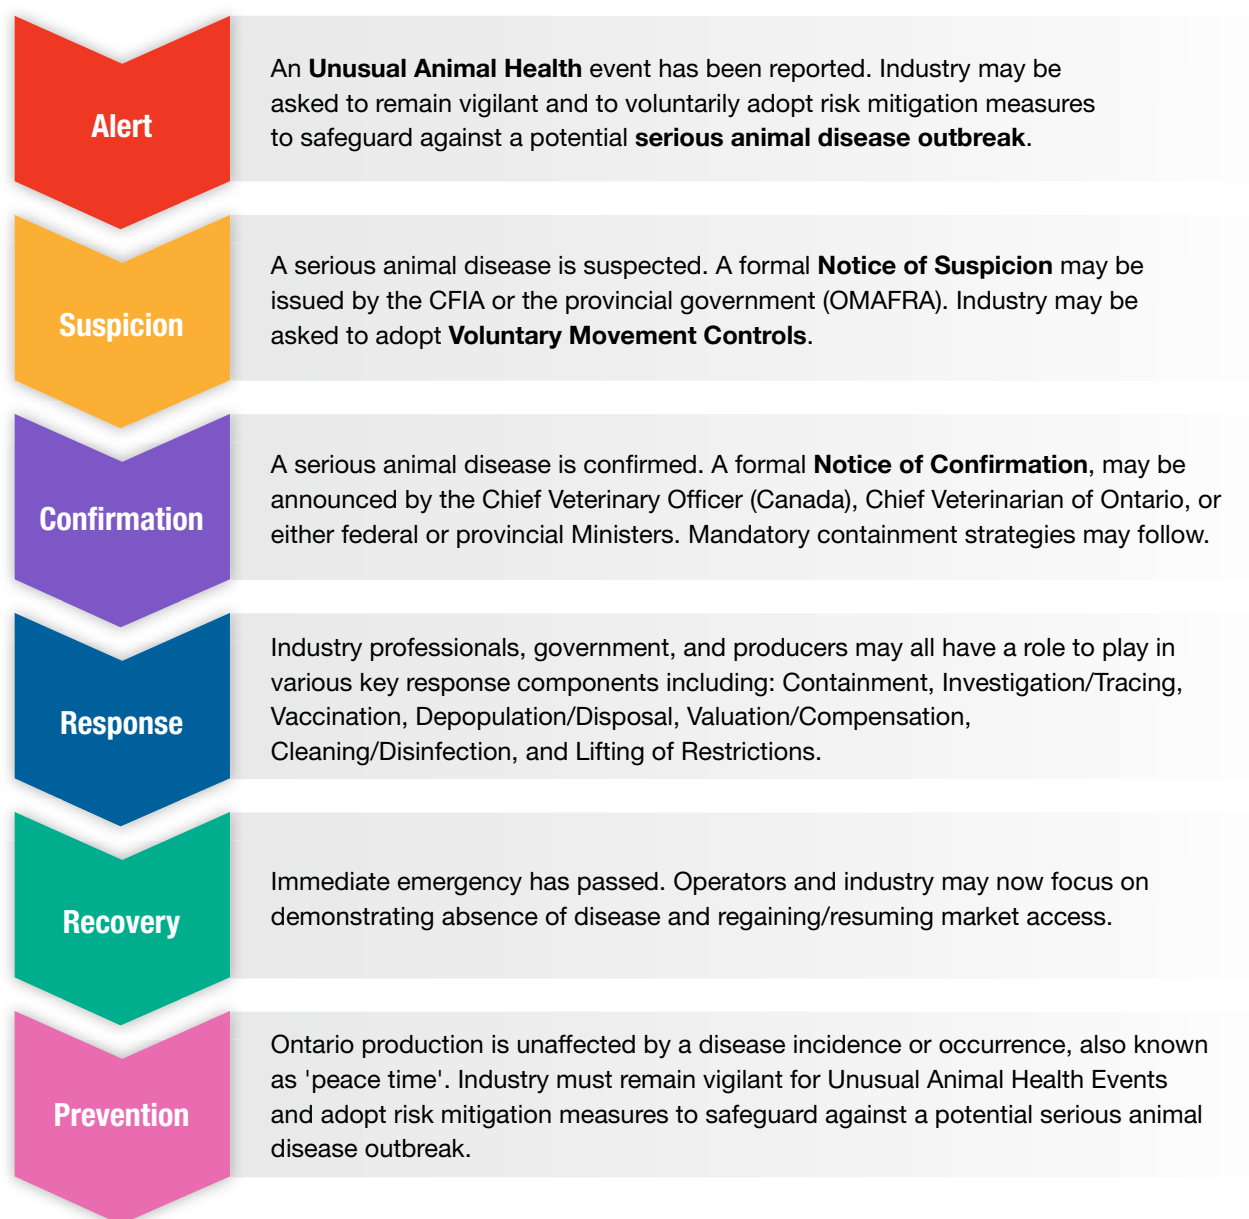 Alert
An Unusual Animal Health event has been reported. Industry may be
asked to remain vigilant and to voluntarily adopt risk mitigation measures
to safeguard against a potential serious animal disease outbreak.
Suspicion
A serious animal disease is suspected. A formal Notice of Suspicion may be
issued by the CFIA or the provincial government (OMAFRA). Industry may be
asked to adopt Voluntary Movement Controls.
Confirmation
A serious animal disease is confirmed. A formal Notice of Confirmation, may be
announced by the Chief Veterinary Officer (Canada), Chief Veterinarian of Ontario, or
either federal or provincial Ministers. Mandatory containment strategies may follow.
Response
Industry professionals, government, and producers may all have a role to play in
various key response components including: Containment, Investigation/Tracing,
Vaccination, Depopulation/Disposal, Valuation/Compensation,
Cleaning/Disinfection, and Lifting of Restrictions.
Recovery
Immediate emergency has passed. Operators and industry may now focus on
demonstrating absence of disease and regaining/resuming market access.
Prevention
Ontario production is unaffected by a disease incidence or occurrence, also known
as 'peace time'. Industry must remain vigilant for Unusual Animal Health Events
and adopt risk mitigation measures to safeguard against a potential serious animal
disease outbreak.